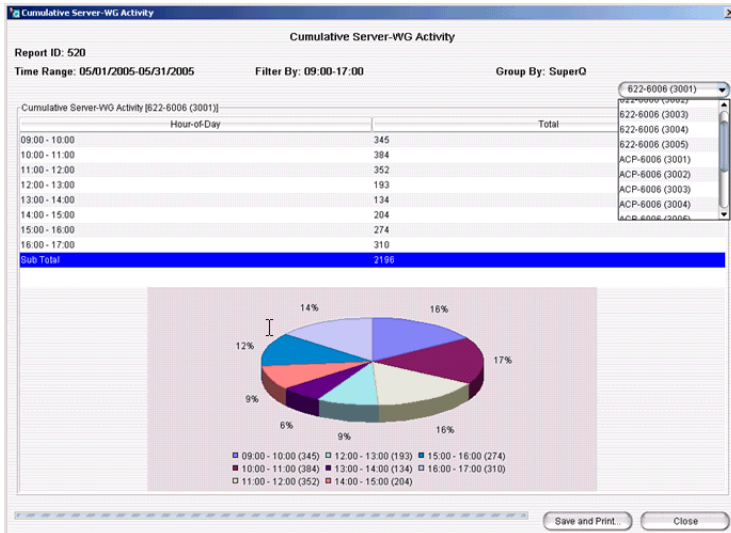 Cumulative Server-WG Activity
Cumulative Server-WG Activity
Report ID: 520
Time Range: 05/01/2005-05/31/2005 Filter By: 09:00-17:00 Group By: SuperQ
622-6006 (3001)
622-6006 (3002)
622-6006 (3003)
622-6006 (3004)
622-6006 (3005)
ACP-6006 (3001)
ACP-6006 (3002)
ACP-6006 (3003)
ACP-6006 (3004)
Cumulative Server-WG Activity [622-6006 (3001)]
Hour-of-Day Total
09:00 - 10:00 345
10:00 - 11:00 384
11:00 - 12:00 352
12:00 - 13:00 193
13:00 - 14:00 134
14:00 - 15:00 204
15:00 - 16:00 274
16:00 - 17:00 310
Sub Total 2196
14% 16%
12% 17%
9%
6% 9% 16%
09:00 - 10:00 (345) 12:00 - 13:00 (193) 15:00 - 16:00 (274)
10:00 - 11:00 (384) 13:00 - 14:00 (134) 16:00 - 17:00 (310)
11:00 - 12:00 (352) 14:00 - 15:00 (204)
Save and Print... Close